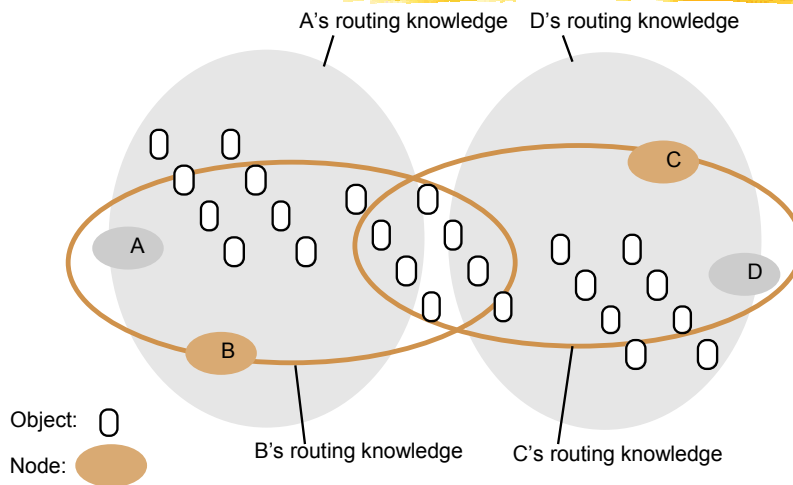 A's routing knowledge
D's routing knowledge
C
A
D
B
Object:
B's routing knowledge
C's routing knowledge
Node: